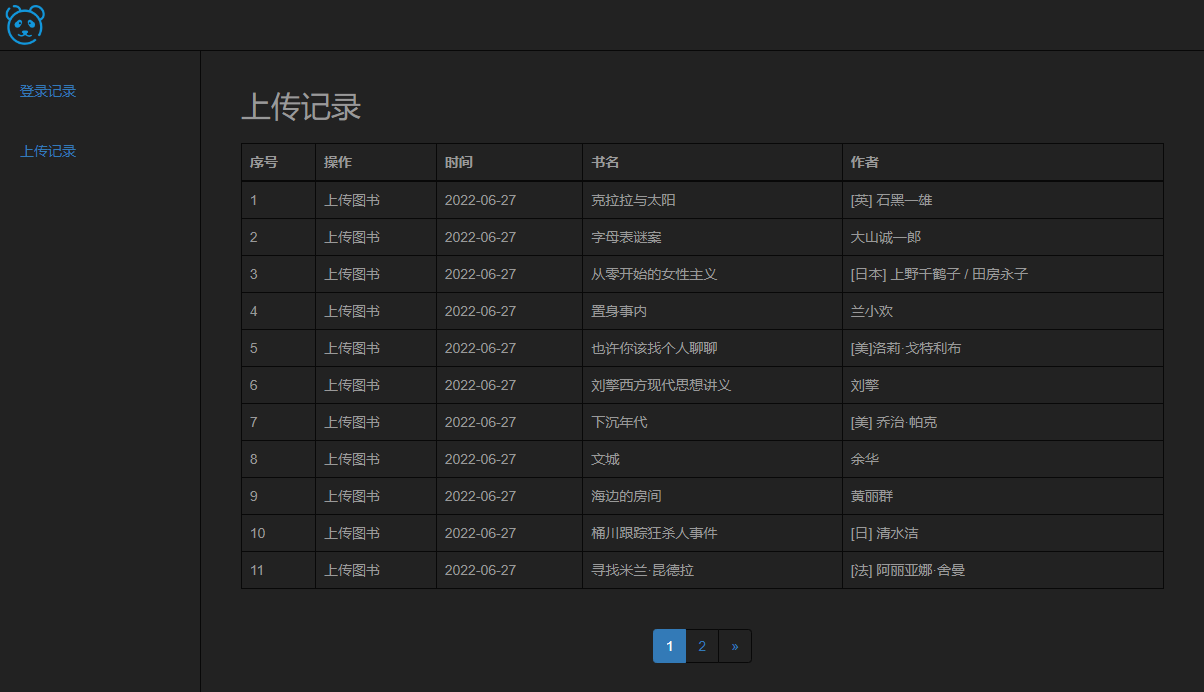 登录记录
上传记录
上传记录
序号 操作 时间 书名 作者
1 上传图书 2022-06-27 克拉拉与太阳 [英] 石黑一雄
2 上传图书 2022-06-27 字母表谜案 大山诚一郎
3 上传图书 2022-06-27 从零开始的女性主义 [日本] 上野千鹤子 / 田房永子
4 上传图书 2022-06-27 置身事内 兰小欢
5 上传图书 2022-06-27 也许你该找个人聊聊 [美]洛莉·戈特利布
6 上传图书 2022-06-27 刘擎西方现代思想讲义 刘擎
7 上传图书 2022-06-27 下沉年代 [美] 乔治·帕克
8 上传图书 2022-06-27 文城 余华
9 上传图书 2022-06-27 海边的房间 黄丽群
10 上传图书 2022-06-27 桶川跟踪狂杀人事件 [日] 清水洁
11 上传图书 2022-06-27 寻找米兰·昆德拉 [法] 阿丽亚娜·舍曼
1 2 »